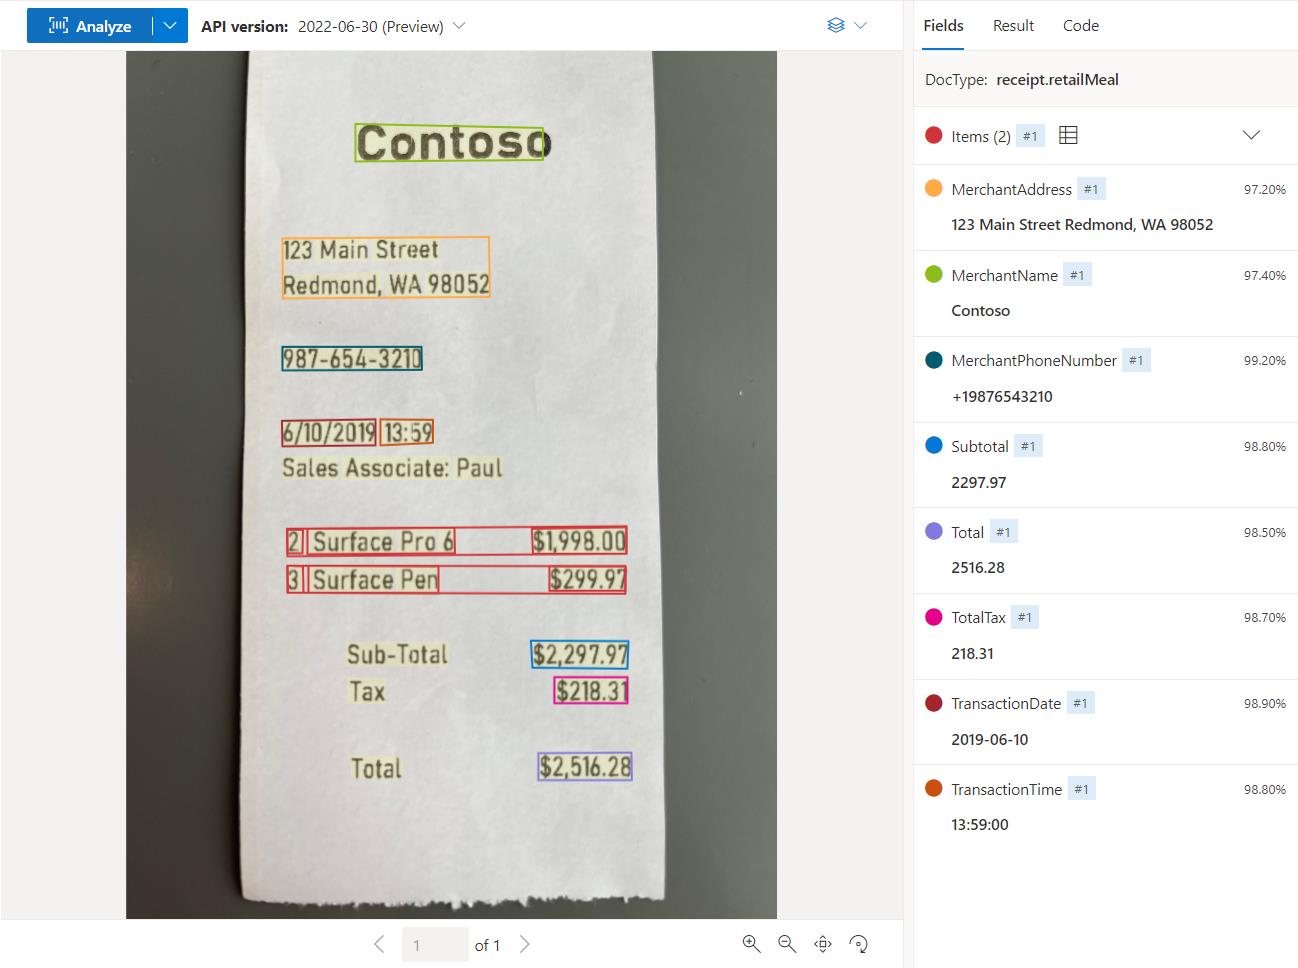 Analyze
API version: 2022-06-30 (Preview)
Contoso
123 Main Street
Redmond, WA 98052
987-654-3210
6/10/2019 13:59
Sales Associate: Paul
2 Surface Pro 6 $1,998.00
3 Surface Pen $299.97
Sub-Total $2,297.97
Tax $218.31
Total $2,516.28
1 of 1
Fields Result Code
DocType: receipt.retailMeal
Items (2) #1
MerchantAddress #1 97.20%
123 Main Street Redmond, WA 98052
MerchantName #1 97.40%
Contoso
MerchantPhoneNumber #1 99.20%
+19876543210
Subtotal #1 98.80%
2297.97
Total #1 98.50%
2516.28
TotalTax #1 98.70%
218.31
TransactionDate #1 98.90%
2019-06-10
TransactionTime #1 98.80%
13:59:00